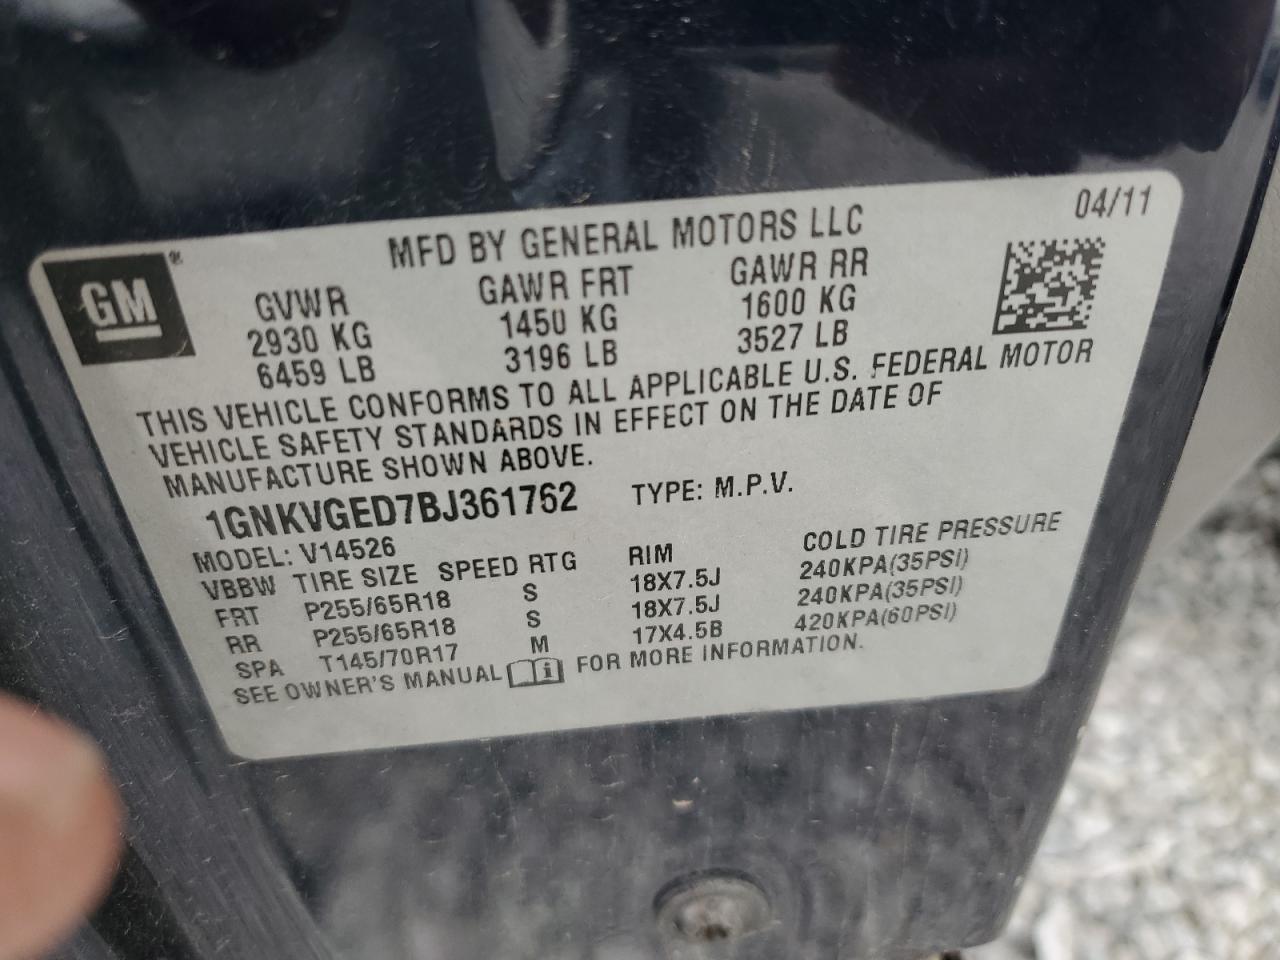 04/11
MFD BY GENERAL MOTORS LLC
GM®
GVWR GAWR FRT GAWR RR
2930 KG 1450 KG 1600 KG
6459 LB 3196 LB 3527 LB
THIS VEHICLE CONFORMS TO ALL APPLICABLE U.S. FEDERAL MOTOR
VEHICLE SAFETY STANDARDS IN EFFECT ON THE DATE OF
MANUFACTURE SHOWN ABOVE.
1GNKVGED7BJ361762 TYPE: M.P.V.
MODEL: V14526
VBBW TIRE SIZE SPEED RTG RIM COLD TIRE PRESSURE
FRT P255/65R18 S 18X7.5J 240KPA(35PSI)
RR P255/65R18 S 18X7.5J 240KPA(35PSI)
SPA T145/70R17 M 17X4.5B 420KPA(60PSI)
SEE OWNER'S MANUAL i FOR MORE INFORMATION.